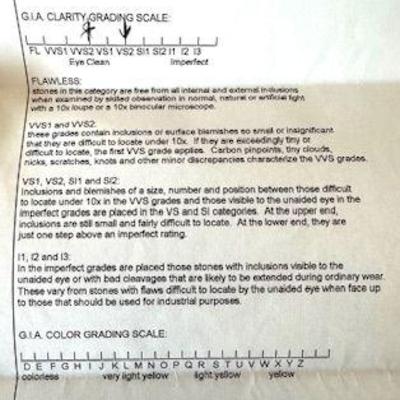 G.I.A. CLARITY GRADING SCALE:
FL VVS1 VVS2 VS1 VS2 SI1 SI2 I1 I2 I3
Eye Clean Imperfect
FLAWLESS:
stones in this category are free from all internal and external inclusions
when examined by skilled observation in normal, natural or artificial light
with a 10x loupe or a 10x binocular microscope.
VVS1 and VVS2:
these grades contain inclusions or surface blemishes so small or insignificant
that they are difficult to locate under 10x. If they are exceedingly tiny or
difficult to locate, the first VVS grade applies. Carbon pinpoints, tiny clouds,
nicks, scratches, knots and other minor discrepancies characterize the VVS grades.
VS1, VS2, SI1 and SI2:
Inclusions and blemishes of a size, number and position between those difficult
to locate under 10x in the VVS grades and those visible to the unaided eye in the
imperfect grades are placed in the VS and SI categories. At the upper end,
inclusions are still small and fairly difficult to locate. At the lower end, they are
just one step above an imperfect rating.
I1, I2 and I3:
In the imperfect grades are placed those stones with inclusions visible to the
unaided eye or with bad cleavages that are likely to be extended during ordinary wear.
These vary from stones with flaws difficult to locate by the unaided eye when face up
to those that should be used for industrial purposes.
G.I.A. COLOR GRADING SCALE:
D E F G H I J K L M N O P Q R S T U V W X Y Z
colorless very light yellow light yellow yellow